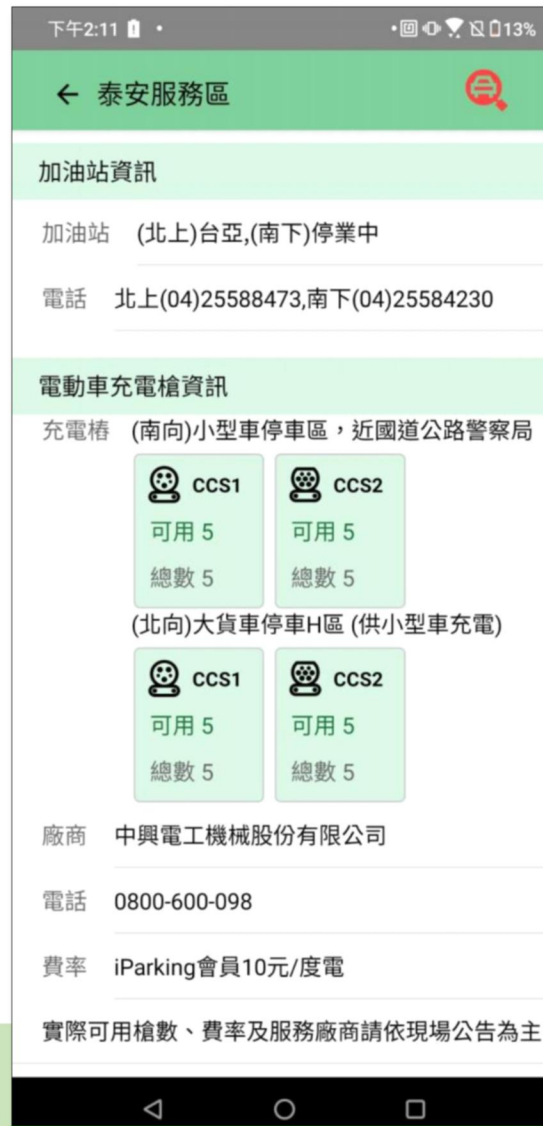 下午2:11
13%
泰安服務區
加油站資訊
加油站 (北上)台亞,(南下)停業中
電話 北上(04)25588473,南下(04)25584230
電動車充電槍資訊
充電樁 (南向)小型車停車區，近國道公路警察局
CCS1 CCS2
可用 5 可用 5
總數 5 總數 5
(北向)大貨車停車H區 (供小型車充電)
CCS1 CCS2
可用 5 可用 5
總數 5 總數 5
廠商 中興電工機械股份有限公司
電話 0800-600-098
費率 iParking會員10元/度電
實際可用槍數、費率及服務廠商請依現場公告為主